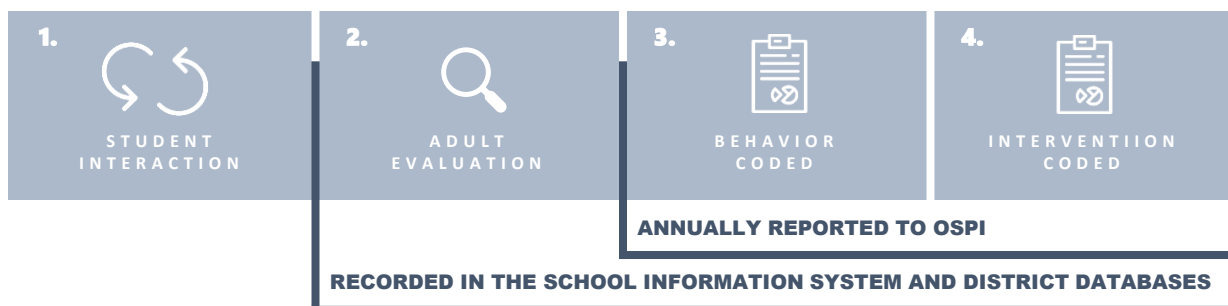 1.
STUDENT
INTERACTION
2.
ADULT
EVALUATION
3.
BEHAVIOR
CODED
4.
INTERVENTIION
CODED
ANNUALLY REPORTED TO OSPI
RECORDED IN THE SCHOOL INFORMATION SYSTEM AND DISTRICT DATABASES